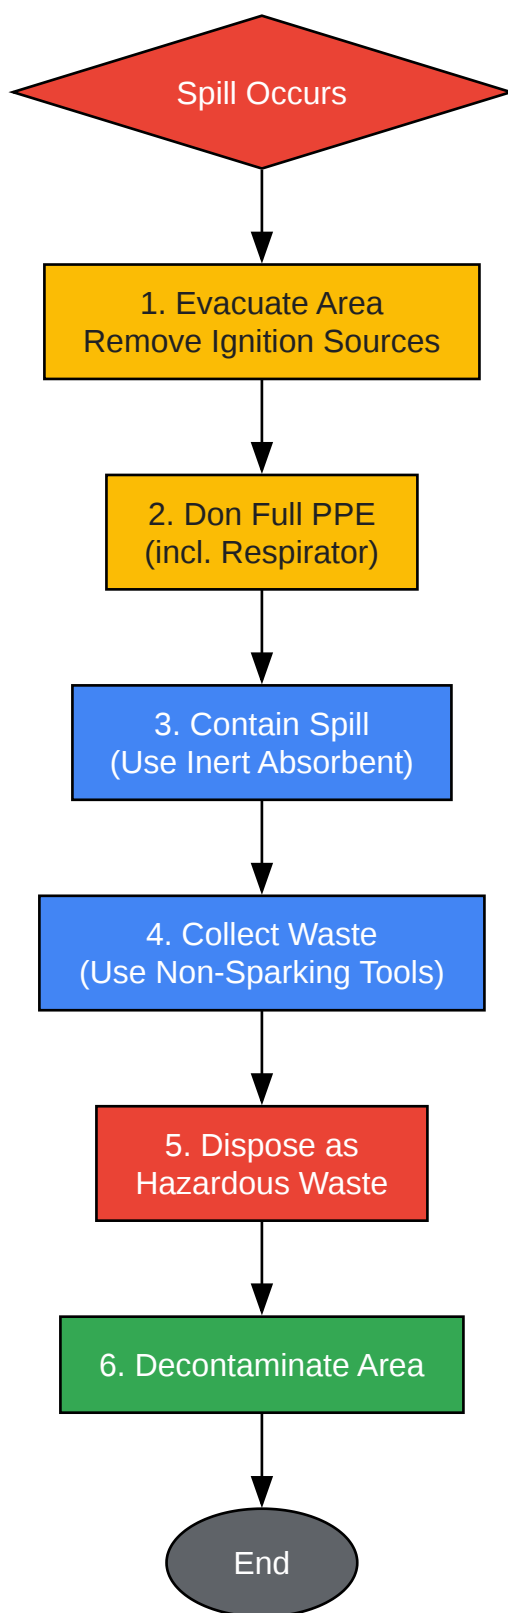 Spill Occurs
1. Evacuate Area
Remove Ignition Sources
2. Don Full PPE
(incl. Respirator)
3. Contain Spill
(Use Inert Absorbent)
4. Collect Waste
(Use Non-Sparking Tools)
5. Dispose as
Hazardous Waste
6. Decontaminate Area
End